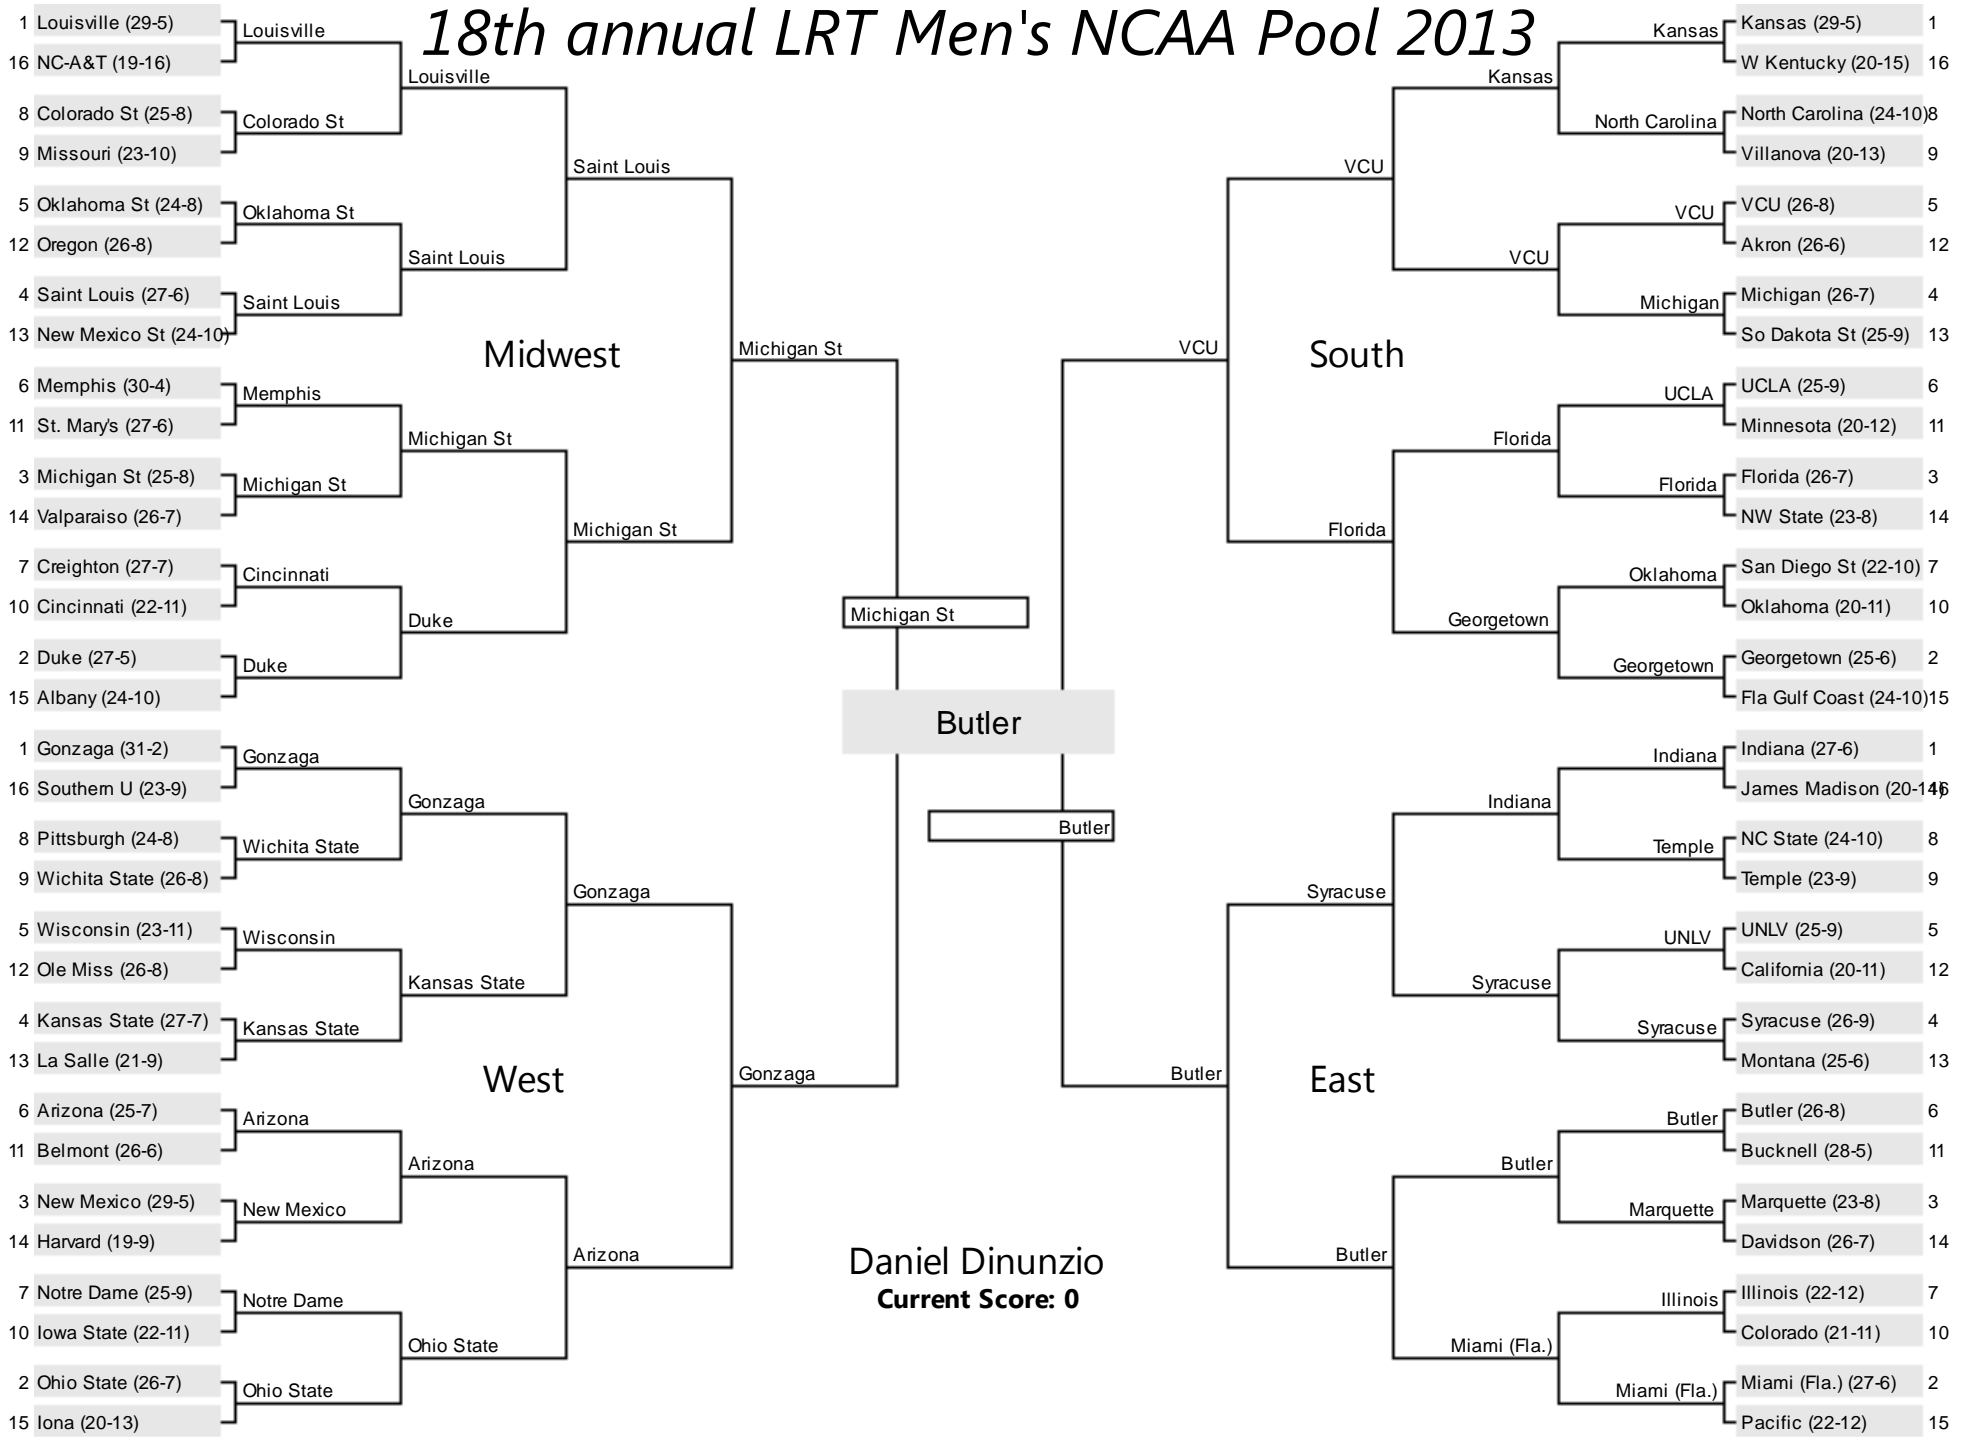 18th annual LRT Men's NCAA Pool 2013
1 Louisville (29-5)
16 NC-A&T (19-16)
8 Colorado St (25-8)
9 Missouri (23-10)
5 Oklahoma St (24-8)
12 Oregon (26-8)
4 Saint Louis (27-6)
13 New Mexico St (24-10)
6 Memphis (30-4)
11 St. Mary's (27-6)
3 Michigan St (25-8)
14 Valparaiso (26-7)
7 Creighton (27-7)
10 Cincinnati (22-11)
2 Duke (27-5)
15 Albany (24-10)
Louisville
Colorado St
Oklahoma St
Saint Louis
Memphis
Michigan St
Cincinnati
Duke
Louisville
Saint Louis
Michigan St
Duke
Saint Louis
Michigan St
Michigan St
Midwest
1 Gonzaga (31-2)
16 Southern U (23-9)
8 Pittsburgh (24-8)
9 Wichita State (26-8)
5 Wisconsin (23-11)
12 Ole Miss (26-8)
4 Kansas State (27-7)
13 La Salle (21-9)
6 Arizona (25-7)
11 Belmont (26-6)
3 New Mexico (29-5)
14 Harvard (19-9)
7 Notre Dame (25-9)
10 Iowa State (22-11)
2 Ohio State (26-7)
15 Iona (20-13)
Gonzaga
Wichita State
Wisconsin
Kansas State
Arizona
New Mexico
Notre Dame
Ohio State
Gonzaga
Kansas State
Arizona
Ohio State
Gonzaga
Arizona
Gonzaga
West
Michigan St
Butler
Butler
Daniel Dinunzio
Current Score: 0
Kansas (29-5) 1
W Kentucky (20-15) 16
North Carolina (24-10) 8
Villanova (20-13) 9
VCU (26-8) 5
Akron (26-6) 12
Michigan (26-7) 4
So Dakota St (25-9) 13
UCLA (25-9) 6
Minnesota (20-12) 11
Florida (26-7) 3
NW State (23-8) 14
San Diego St (22-10) 7
Oklahoma (20-11) 10
Georgetown (25-6) 2
Fla Gulf Coast (24-10) 15
Kansas
North Carolina
VCU
Michigan
UCLA
Florida
Oklahoma
Georgetown
Kansas
VCU
Florida
Georgetown
VCU
Florida
VCU
South
Indiana (27-6) 1
James Madison (20-14) 16
NC State (24-10) 8
Temple (23-9) 9
UNLV (25-9) 5
California (20-11) 12
Syracuse (26-9) 4
Montana (25-6) 13
Butler (26-8) 6
Bucknell (28-5) 11
Marquette (23-8) 3
Davidson (26-7) 14
Illinois (22-12) 7
Colorado (21-11) 10
Miami (Fla.) (27-6) 2
Pacific (22-12) 15
Indiana
Temple
UNLV
Syracuse
Butler
Marquette
Illinois
Miami (Fla.)
Indiana
Syracuse
Butler
Miami (Fla.)
Syracuse
Butler
Butler
East